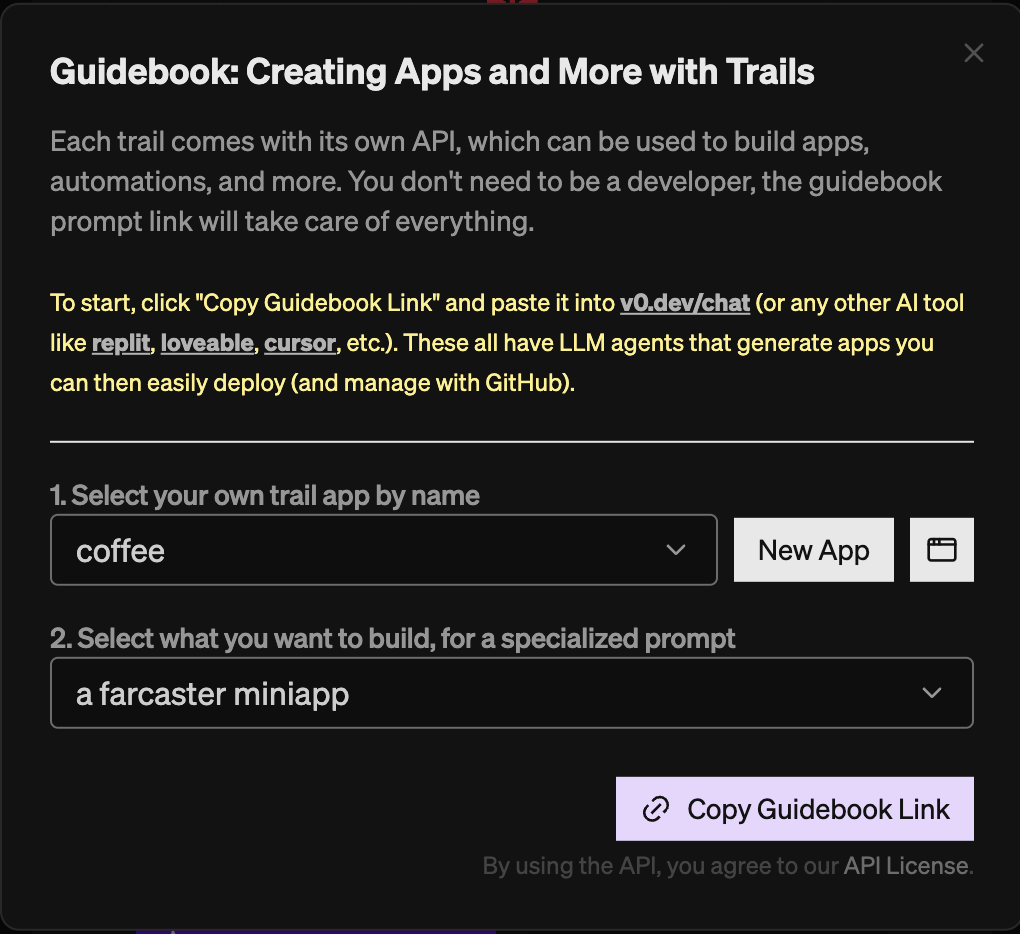 Guidebook: Creating Apps and More with Trails
Each trail comes with its own API, which can be used to build apps,
automations, and more. You don't need to be a developer, the guidebook
prompt link will take care of everything.
To start, click "Copy Guidebook Link" and paste it into v0.dev/chat (or any other AI tool
like replit, loveable, cursor, etc.). These all have LLM agents that generate apps you
can then easily deploy (and manage with GitHub).
1. Select your own trail app by name
coffee
New App
2. Select what you want to build, for a specialized prompt
a farcaster miniapp
Copy Guidebook Link
By using the API, you agree to our API License.